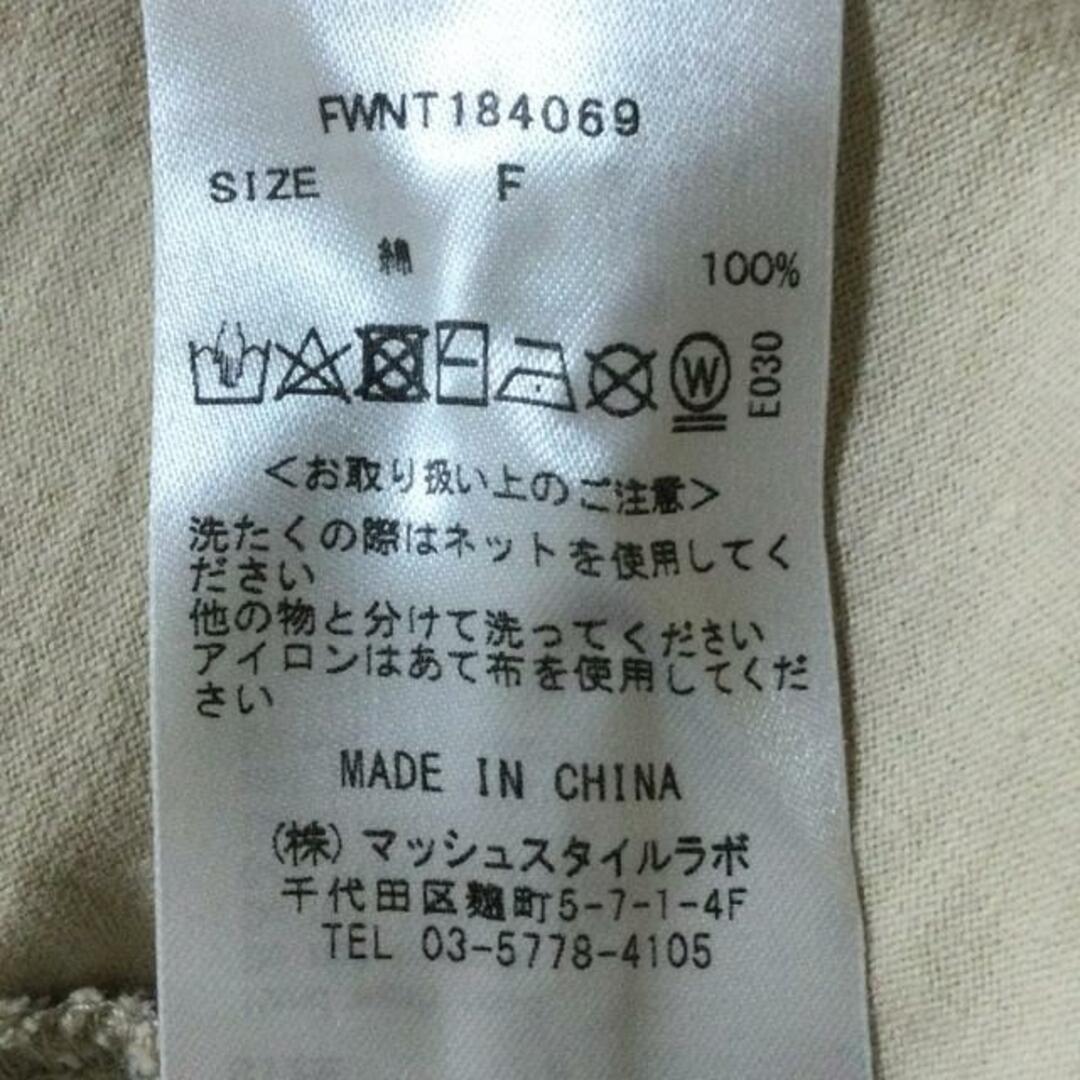 FWNT184069
SIZE F
綿 100%
W E030
<お取り扱い上のご注意>
洗たくの際はネットを使用してく
ださい
他の物と分けて洗ってください
アイロンはあて布を使用してくだ
さい
MADE IN CHINA
(株)マッシュスタイルラボ
千代田区麹町5-7-1-4F
TEL 03-5778-4105